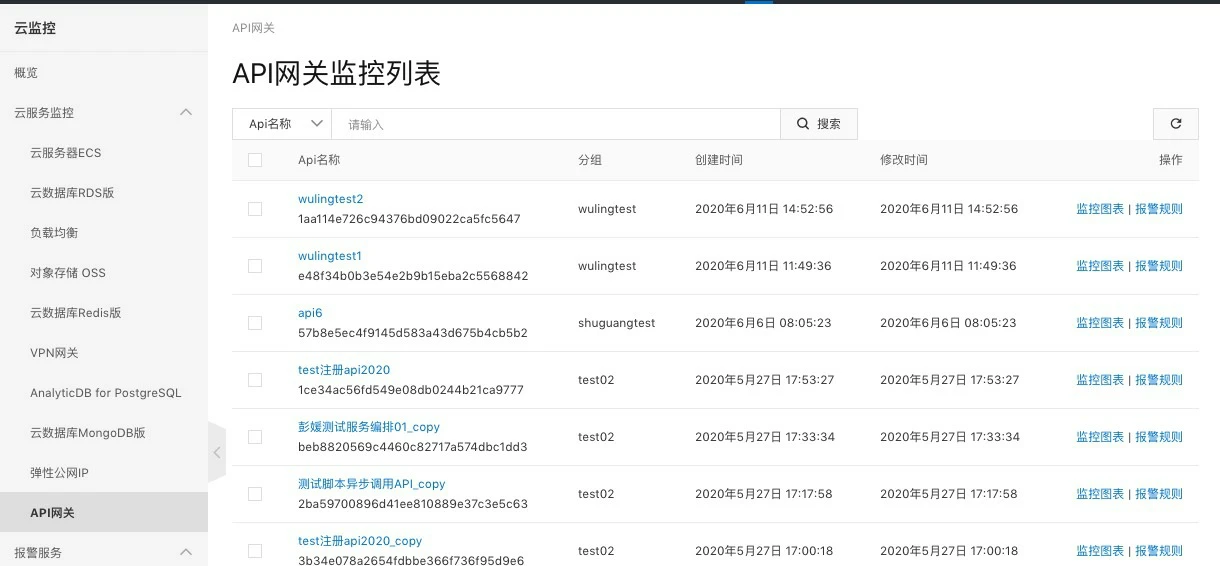 云监控
概览
云服务监控
云服务器ECS
云数据库RDS版
负载均衡
对象存储 OSS
云数据库Redis版
VPN网关
AnalyticDB for PostgreSQL
云数据库MongoDB版
弹性公网IP
API网关
报警服务
API网关
API网关监控列表
Api名称 请输入 搜索
Api名称 分组 创建时间 修改时间 操作
wulingtest2
1aa114e726c94376bd09022ca5fc5647 wulingtest 2020年6月11日 14:52:56 2020年6月11日 14:52:56 监控图表 | 报警规则
wulingtest1
e48f34b0b3e54e2b9b15eba2c5568842 wulingtest 2020年6月11日 11:49:36 2020年6月11日 11:49:36 监控图表 | 报警规则
api6
57b8e5ec4f9145d583a43d675b4cb5b2 shuguangtest 2020年6月6日 08:05:23 2020年6月6日 08:05:23 监控图表 | 报警规则
test注册api2020
1ce34ac56fd549e08db0244b21ca9777 test02 2020年5月27日 17:53:27 2020年5月27日 17:53:27 监控图表 | 报警规则
彭媛测试服务编排01_copy
beb8820569c4460c82717a574dbc1dd3 test02 2020年5月27日 17:33:34 2020年5月27日 17:33:34 监控图表 | 报警规则
测试脚本异步调用API_copy
2ba59700896d41ee810889e37c3e5c63 test02 2020年5月27日 17:17:58 2020年5月27日 17:17:58 监控图表 | 报警规则
test注册api2020_copy
3b34e078a2654fdbbe366f736f95d9e6 test02 2020年5月27日 17:00:18 2020年5月27日 17:00:18 监控图表 | 报警规则